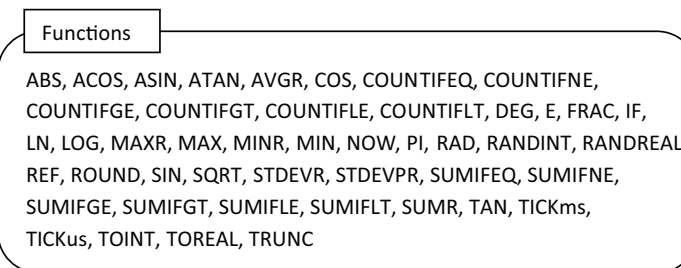 Functions
ABS, ACOS, ASIN, ATAN, AVGR, COS, COUNTIFEQ, COUNTIFNE,
COUNTIFGE, COUNTIFGT, COUNTIFLE, COUNTIFLT, DEG, E, FRAC, IF,
LN, LOG, MAXR, MAX, MINR, MIN, NOW, PI, RAD, RANDINT, RANDREAL
REF, ROUND, SIN, SQRT, STDEVR, STDEVPR, SUMIFEQ, SUMIFNE,
SUMIFGE, SUMIFGT, SUMIFLE, SUMIFLT, SUMR, TAN, TICKms,
TICKus, TOINT, TOREAL, TRUNC